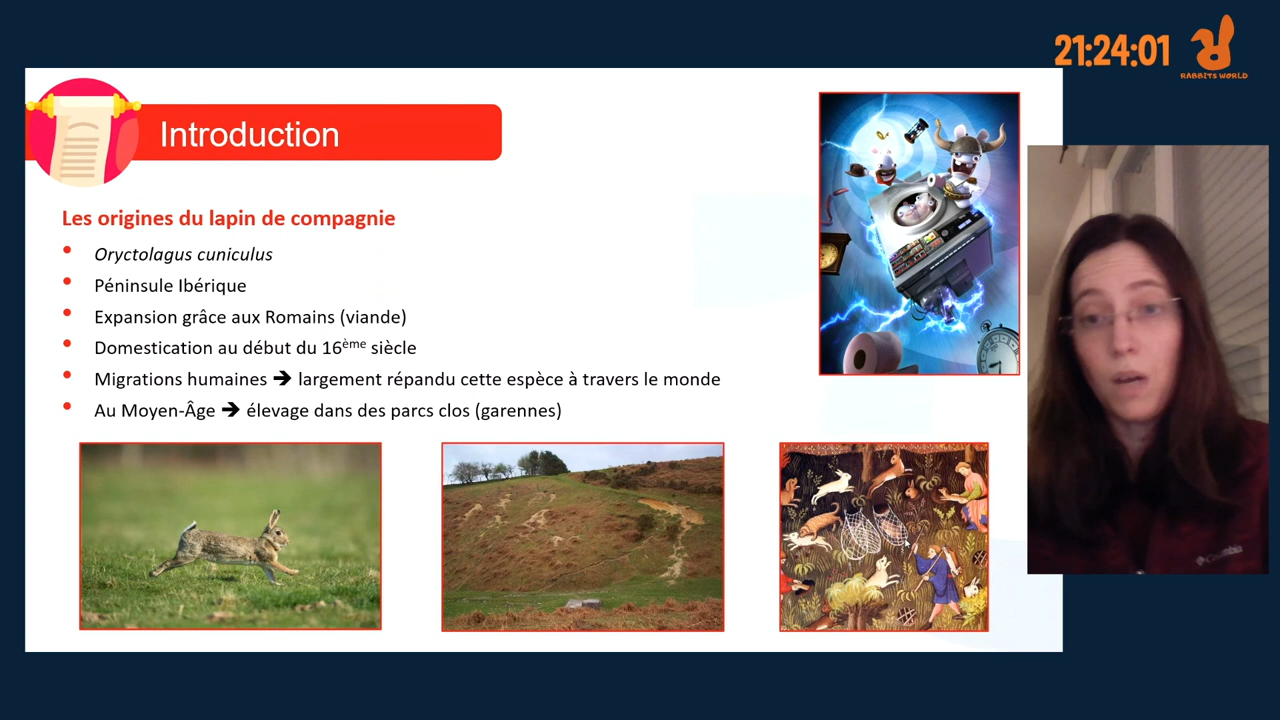 21:24:01
RABBITS WORLD
Introduction
Les origines du lapin de compagnie
• Oryctolagus cuniculus
• Péninsule Ibérique
• Expansion grâce aux Romains (viande)
• Domestication au début du 16ème siècle
• Migrations humaines ➔ largement répandu cette espèce à travers le monde
• Au Moyen-Âge ➔ élevage dans des parcs clos (garennes)
Columbia